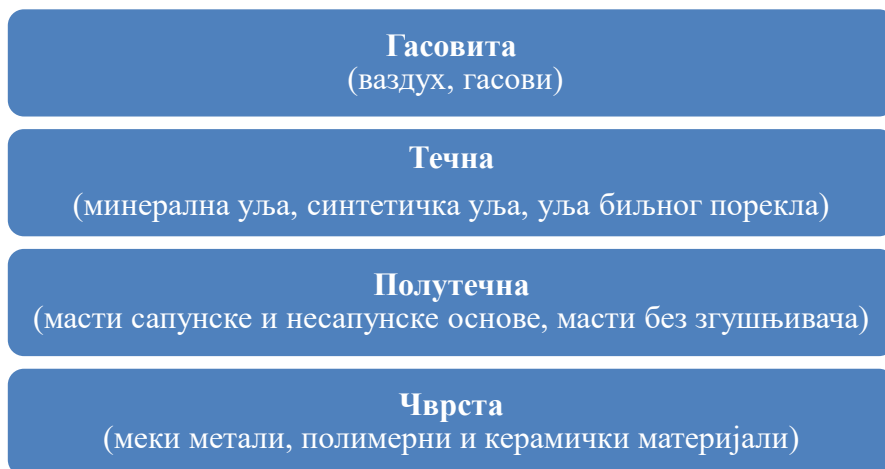 Гасовита
(ваздух, гасови)
Течна
(минерална уља, синтетичка уља, уља биљног порекла)
Полутечна
(масти сапунске и несапунске основе, масти без згушњивача)
Чврста
(меки метали, полимерни и керамички материјали)